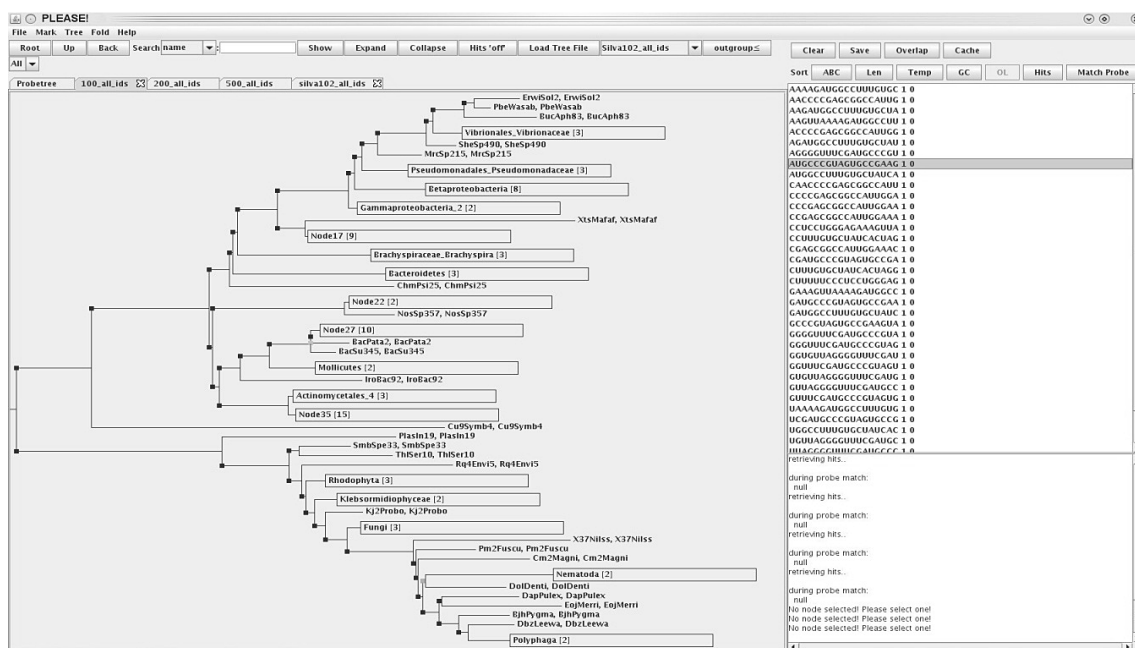 PLEASE!
File Mark Tree Fold Help
Root Up Back Search name : Show Expand Collapse Hits 'off' Load Tree File Silva102_all_ids outgroup≤
All
Probetree 100_all_ids 200_all_ids 500_all_ids silva102_all_ids
ErwiSol2, ErwiSol2
PbeWasab, PbeWasab
BucAph83, BucAph83
Vibrionales_Vibrionaceae [3]
SheSp490, SheSp490
MrcSp215, MrcSp215
Pseudomonadales_Pseudomonadaceae [3]
Betaproteobacteria [8]
Gammaproteobacteria_2 [2]
XtsMafaf, XtsMafaf
Node17 [9]
Brachyspiraceae_Brachyspira [3]
Bacteroidetes [3]
ChmPsi25, ChmPsi25
Node22 [2]
NosSp357, NosSp357
Node27 [10]
BacPata2, BacPata2
BacSu345, BacSu345
Mollicutes [2]
IroBac92, IroBac92
Actinomycetales_4 [3]
Node35 [15]
Cu9Symb4, Cu9Symb4
PlasIn19, PlasIn19
SmbSpe33, SmbSpe33
ThlSer10, ThlSer10
Rq4Envi5, Rq4Envi5
Rhodophyta [3]
Klebsormidiophyceae [2]
Kj2Probo, Kj2Probo
Fungi [3]
X37Nilss, X37Nilss
Pm2Fuscu, Pm2Fuscu
Cm2Magni, Cm2Magni
Nematoda [2]
DolDenti, DolDenti
DapPulex, DapPulex
EojMerri, EojMerri
BjhPygma, BjhPygma
DbzLeewa, DbzLeewa
Polyphaga [2]
Clear Save Overlap Cache
Sort ABC Len Temp GC OL Hits Match Probe
AAAAGAUGGCCUUUGUGC 1 0
AACCCCGAGCGGCCAUUG 1 0
AAGAUGGCCUUUGUGCUA 1 0
AAGUUAAAAGAUGGCCUU 1 0
ACCCCGAGCGGCCAUUGG 1 0
AGAUGGCCUUUGUGCUAU 1 0
AGGGGUUUCGAUGCCCGU 1 0
AUGCCCGUAGUGCCGAAG 1 0
AUGGCCUUUGUGCUAUCA 1 0
CAACCCCGAGCGGCCAUU 1 0
CCCCGAGCGGCCAUUGGA 1 0
CCCGAGCGGCCAUUGGAA 1 0
CCGAGCGGCCAUUGGAAA 1 0
CCUCCUGGGAGAAAGUUA 1 0
CCUUUGUGCUAUCACUAG 1 0
CGAGCGGCCAUUGGAAAC 1 0
CGAUGCCCGUAGUGCCGA 1 0
CUUUGUGCUAUCACUAGG 1 0
CUUUUUCCCUCCUGGGAG 1 0
GAAAGUUAAAAGAUGGCC 1 0
GAUGCCCGUAGUGCCGAA 1 0
GAUGGCCUUUGUGCUAUC 1 0
GCCCGUAGUGCCGAAGUA 1 0
GGGGUUUCGAUGCCCGUA 1 0
GGGUUUCGAUGCCCGUAG 1 0
GGUGUUAGGGGUUUCGAU 1 0
GGUUUCGAUGCCCGUAGU 1 0
GUGUUAGGGGUUUCGAUG 1 0
GUUAGGGGUUUCGAUGCC 1 0
GUUUCGAUGCCCGUAGUG 1 0
UAAAAGAUGGCCUUUGUG 1 0
UCGAUGCCCGUAGUGCCG 1 0
UGGCCUUUGUGCUAUCAC 1 0
UGUUAGGGGUUUCGAUGC 1 0
UUAGGGGUUUCGAUGCCC 1 0
retrieving hits..
during probe match:
null
retrieving hits..
during probe match:
null
retrieving hits..
during probe match:
null
retrieving hits..
during probe match:
null
No node selected! Please select one!
No node selected! Please select one!
No node selected! Please select one!